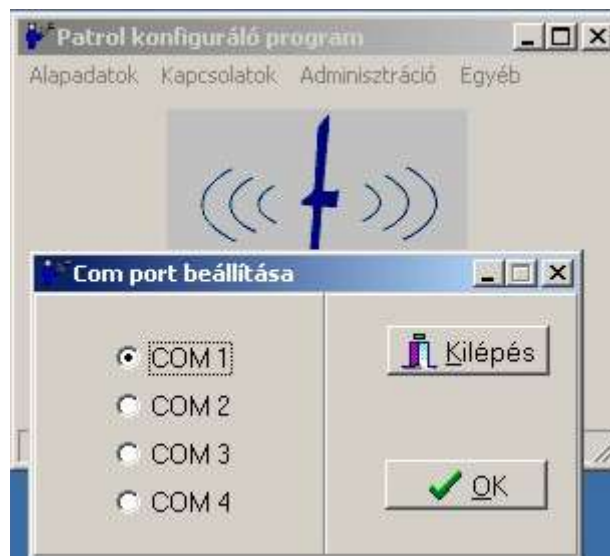 Patrol konfiguráló program
Alapadatok Kapcsolatok Adminisztráció Egyéb
Com port beállítása
COM 1
COM 2
COM 3
COM 4
Kilépés
OK